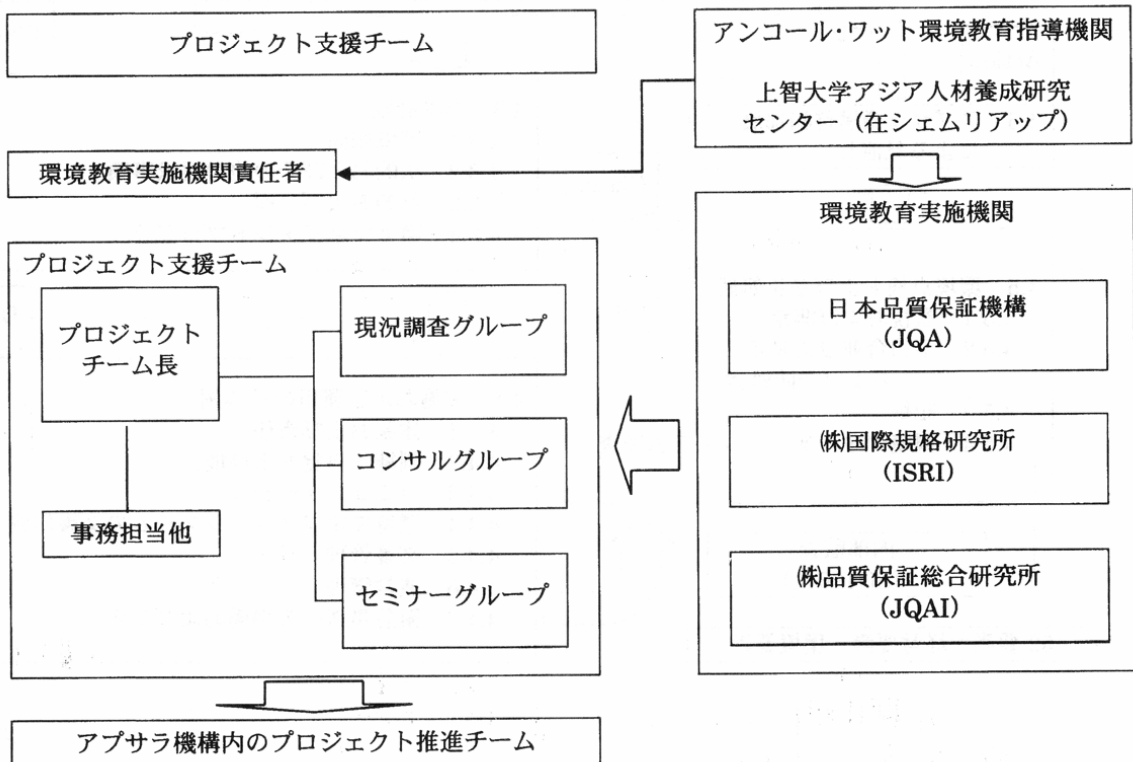 プロジェクト支援チーム
アンコール・ワット環境教育指導機関
上智大学アジア人材養成研究
センター（在シェムリアップ）
環境教育実施機関責任者
プロジェクト支援チーム
プロジェクト
チーム長
事務担当他
現況調査グループ
コンサルグループ
セミナーグループ
環境教育実施機関
日本品質保証機構
(JQA)
㈱国際規格研究所
(ISRI)
㈱品質保証総合研究所
(JQAI)
アプサラ機構内のプロジェクト推進チーム